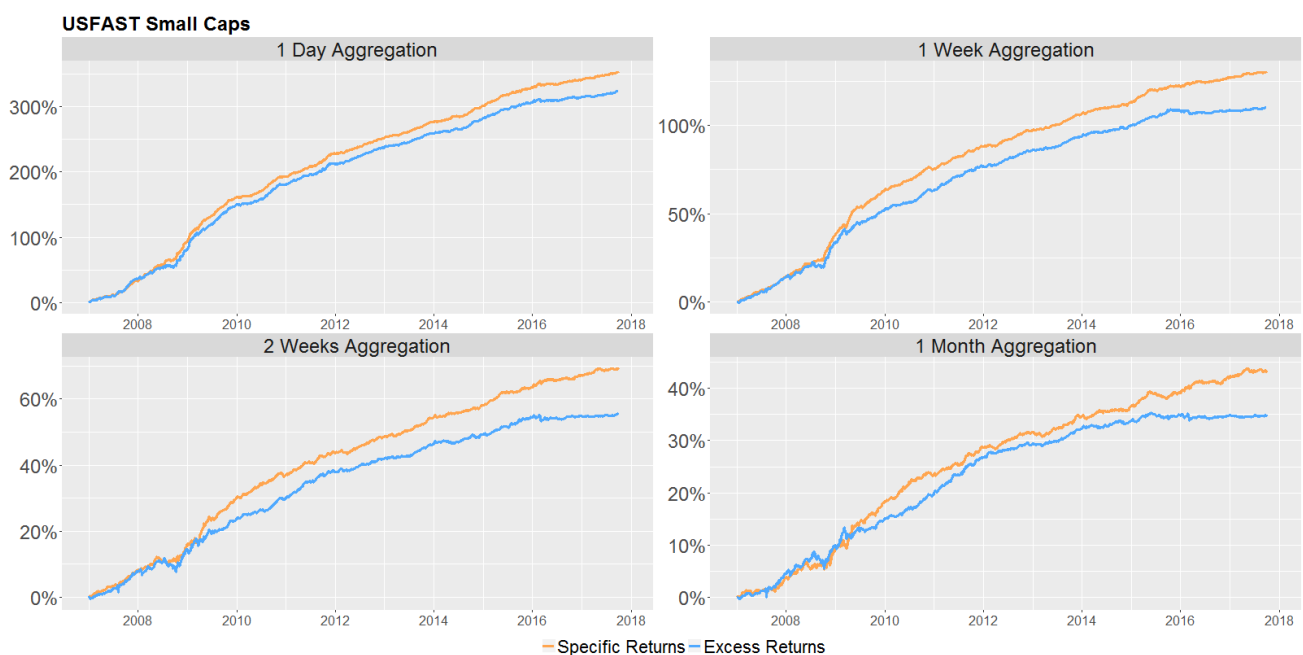 USFAST Small Caps
1 Day Aggregation
300%
200%
100%
0%
2008 2010 2012 2014 2016 2018
1 Week Aggregation
100%
50%
0%
2008 2010 2012 2014 2016 2018
2 Weeks Aggregation
60%
40%
20%
0%
2008 2010 2012 2014 2016 2018
1 Month Aggregation
40%
30%
20%
10%
0%
2008 2010 2012 2014 2016 2018
Specific Returns Excess Returns